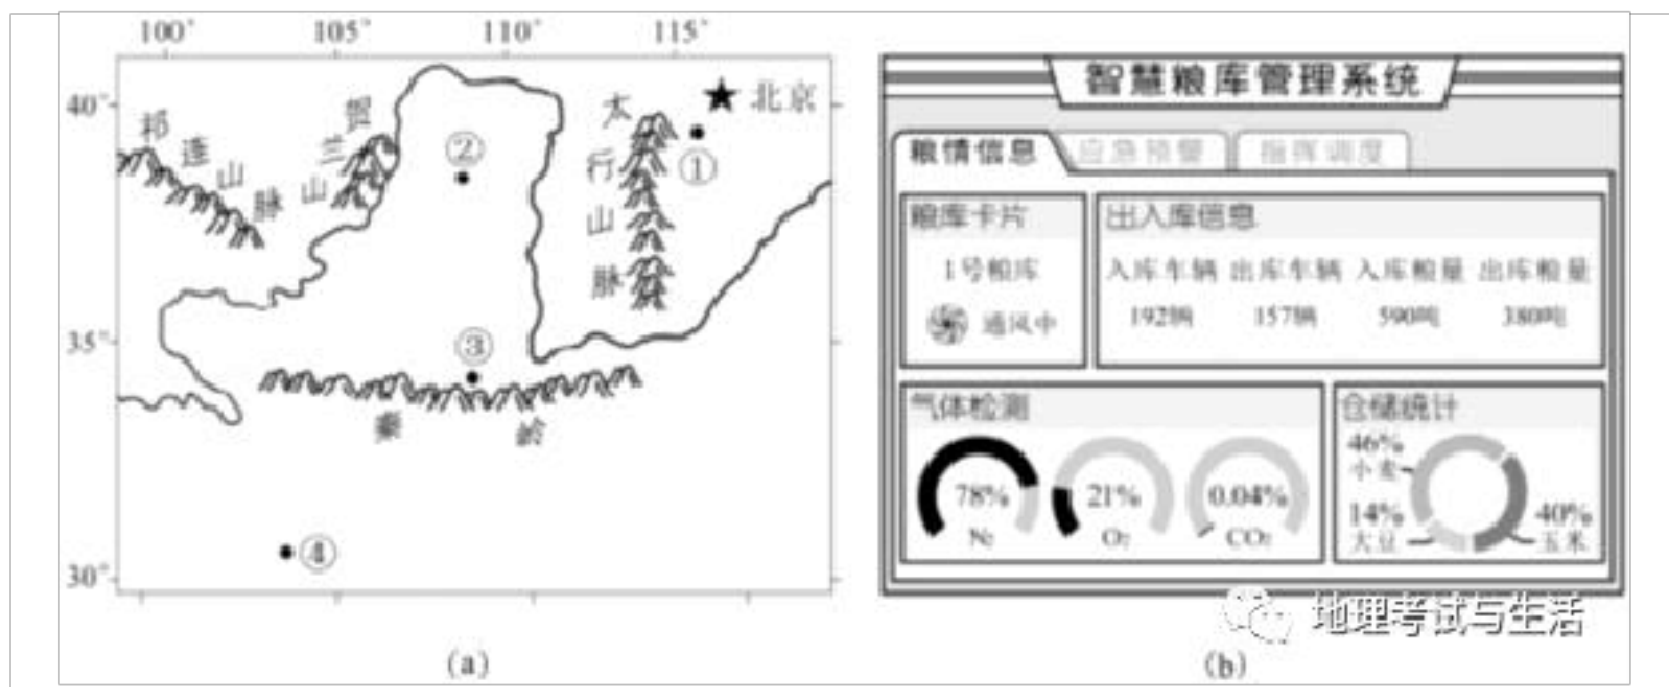 100° 105° 110° 115°
40°
35°
30°
北京
祁连山脉
贺兰山
太行山脉
秦岭
①
②
③
④
(a)
智慧粮库管理系统
粮情信息 应急预警 指挥调度
粮库卡片
1号粮库
通风中
出入库信息
入库车辆 出库车辆 入库粮量 出库粮量
192辆 157辆 590吨 380吨
气体检测
78% 21% 0.04%
N₂ O₂ CO₂
仓储统计
46%
小麦
14%
大豆
40%
玉米
(b)
地理考试与生活